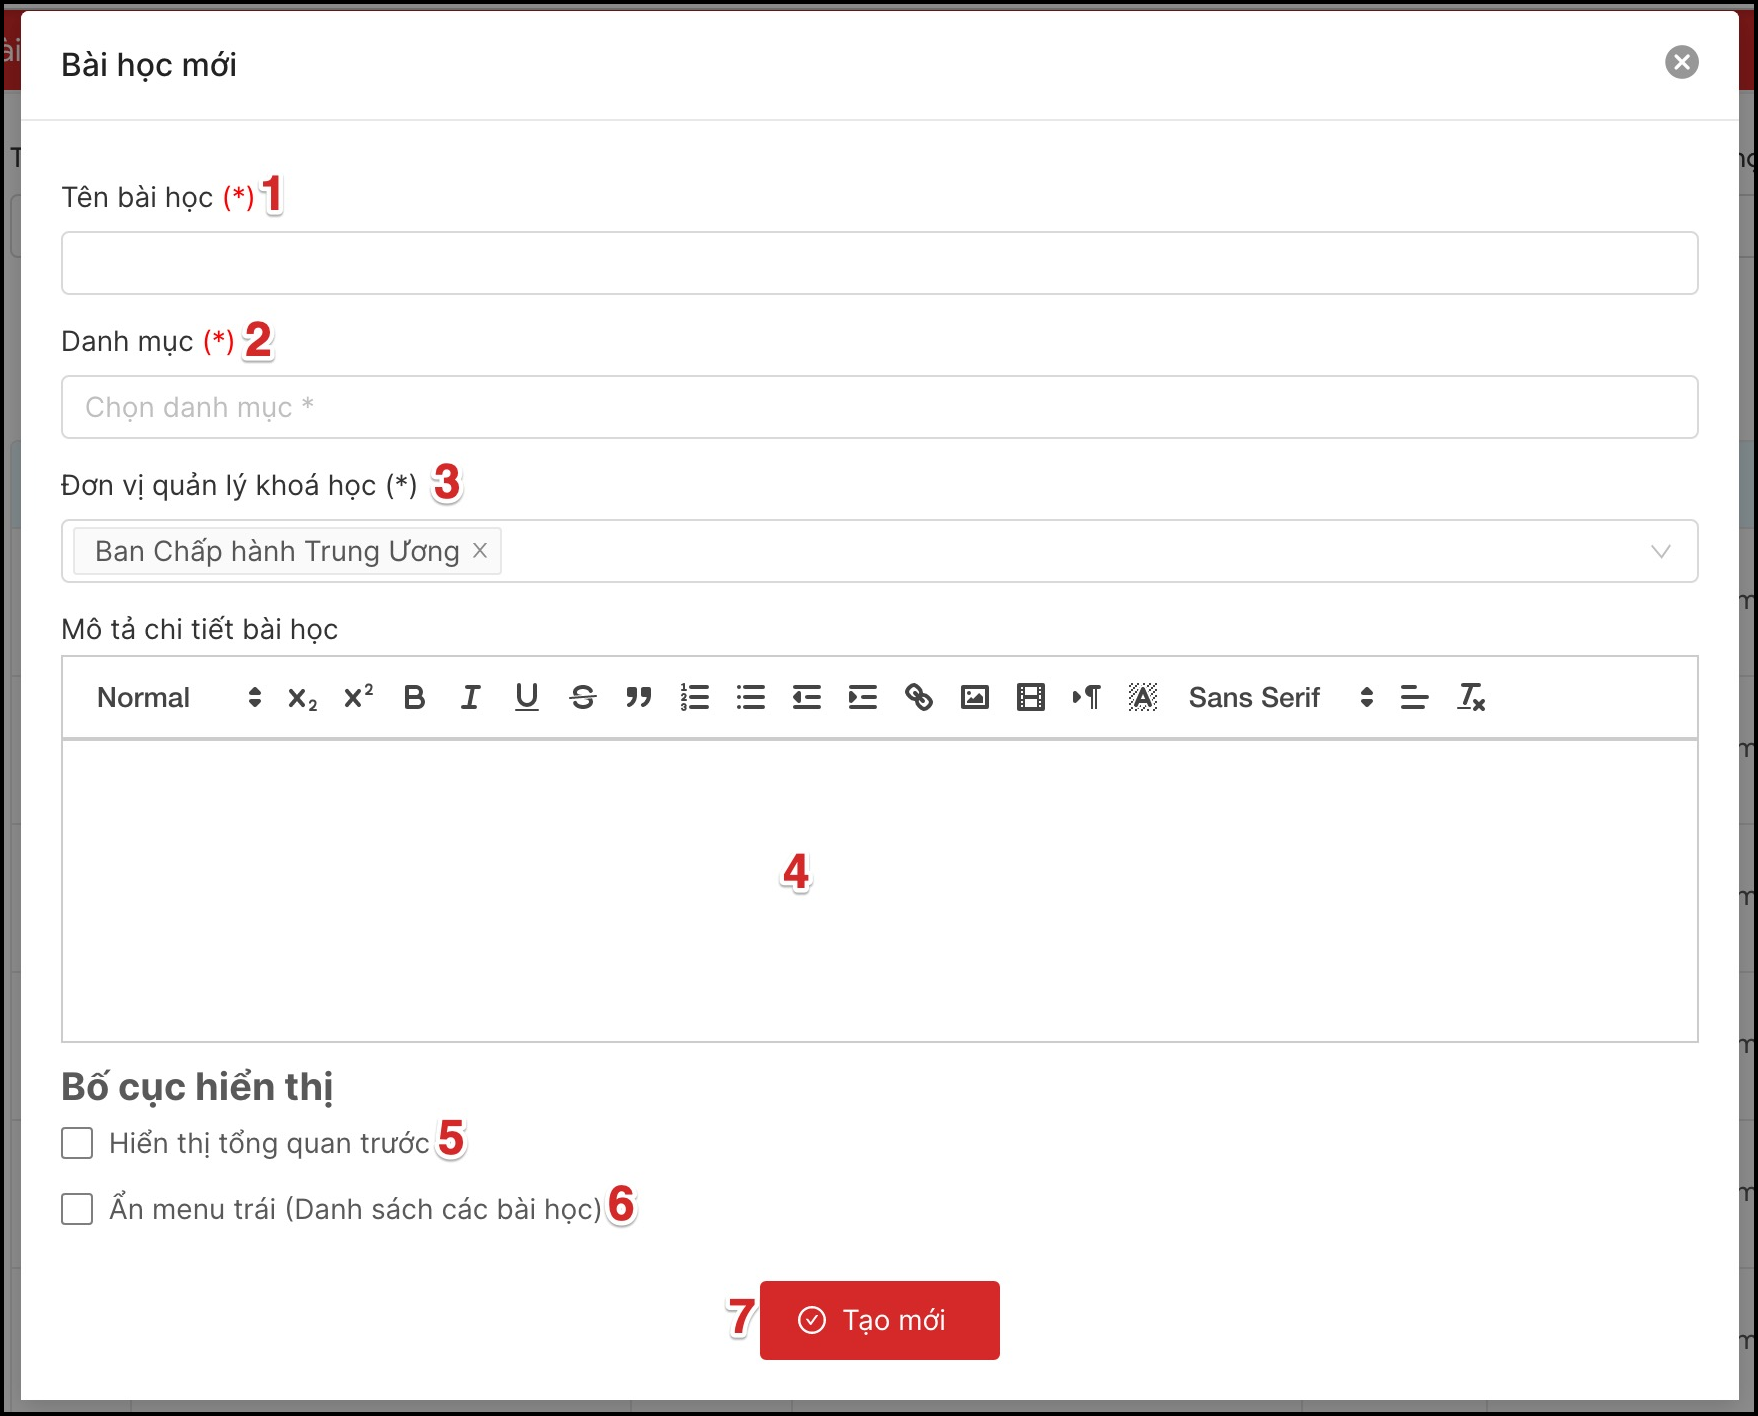 Bài học mới
Tên bài học (*) 1
Danh mục (*) 2
Chọn danh mục *
Đơn vị quản lý khoá học (*) 3
Ban Chấp hành Trung Ương
Mô tả chi tiết bài học
Normal Sans Serif
4
Bố cục hiển thị
Hiển thị tổng quan trước 5
Ẩn menu trái (Danh sách các bài học) 6
7 Tạo mới